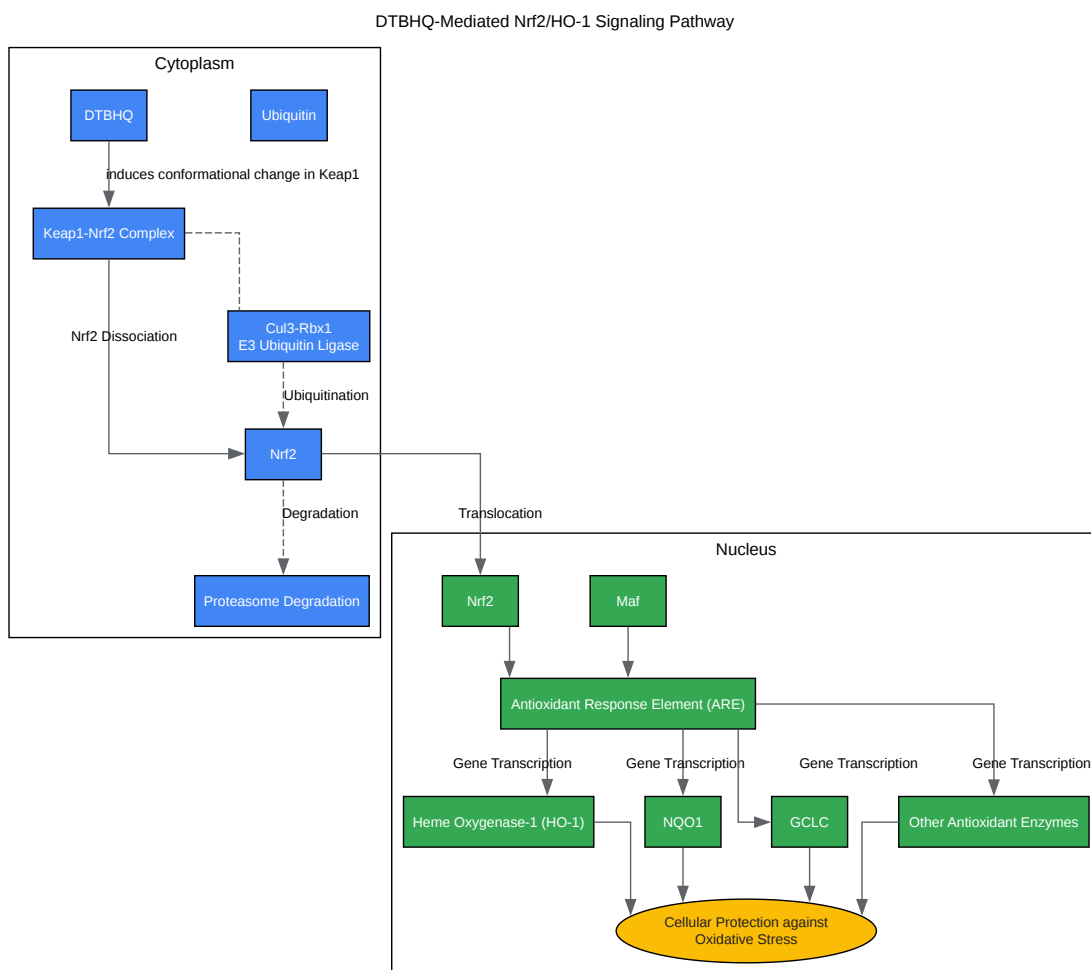 DTBHQ-Mediated Nrf2/HO-1 Signaling Pathway
Cytoplasm
DTBHQ
Ubiquitin
induces conformational change in Keap1
Keap1-Nrf2 Complex
Nrf2 Dissociation
Cul3-Rbx1
E3 Ubiquitin Ligase
Ubiquitination
Nrf2
Degradation
Translocation
Proteasome Degradation
Nucleus
Nrf2
Maf
Antioxidant Response Element (ARE)
Gene Transcription
Gene Transcription
Gene Transcription
Gene Transcription
Heme Oxygenase-1 (HO-1)
NQO1
GCLC
Other Antioxidant Enzymes
Cellular Protection against
Oxidative Stress